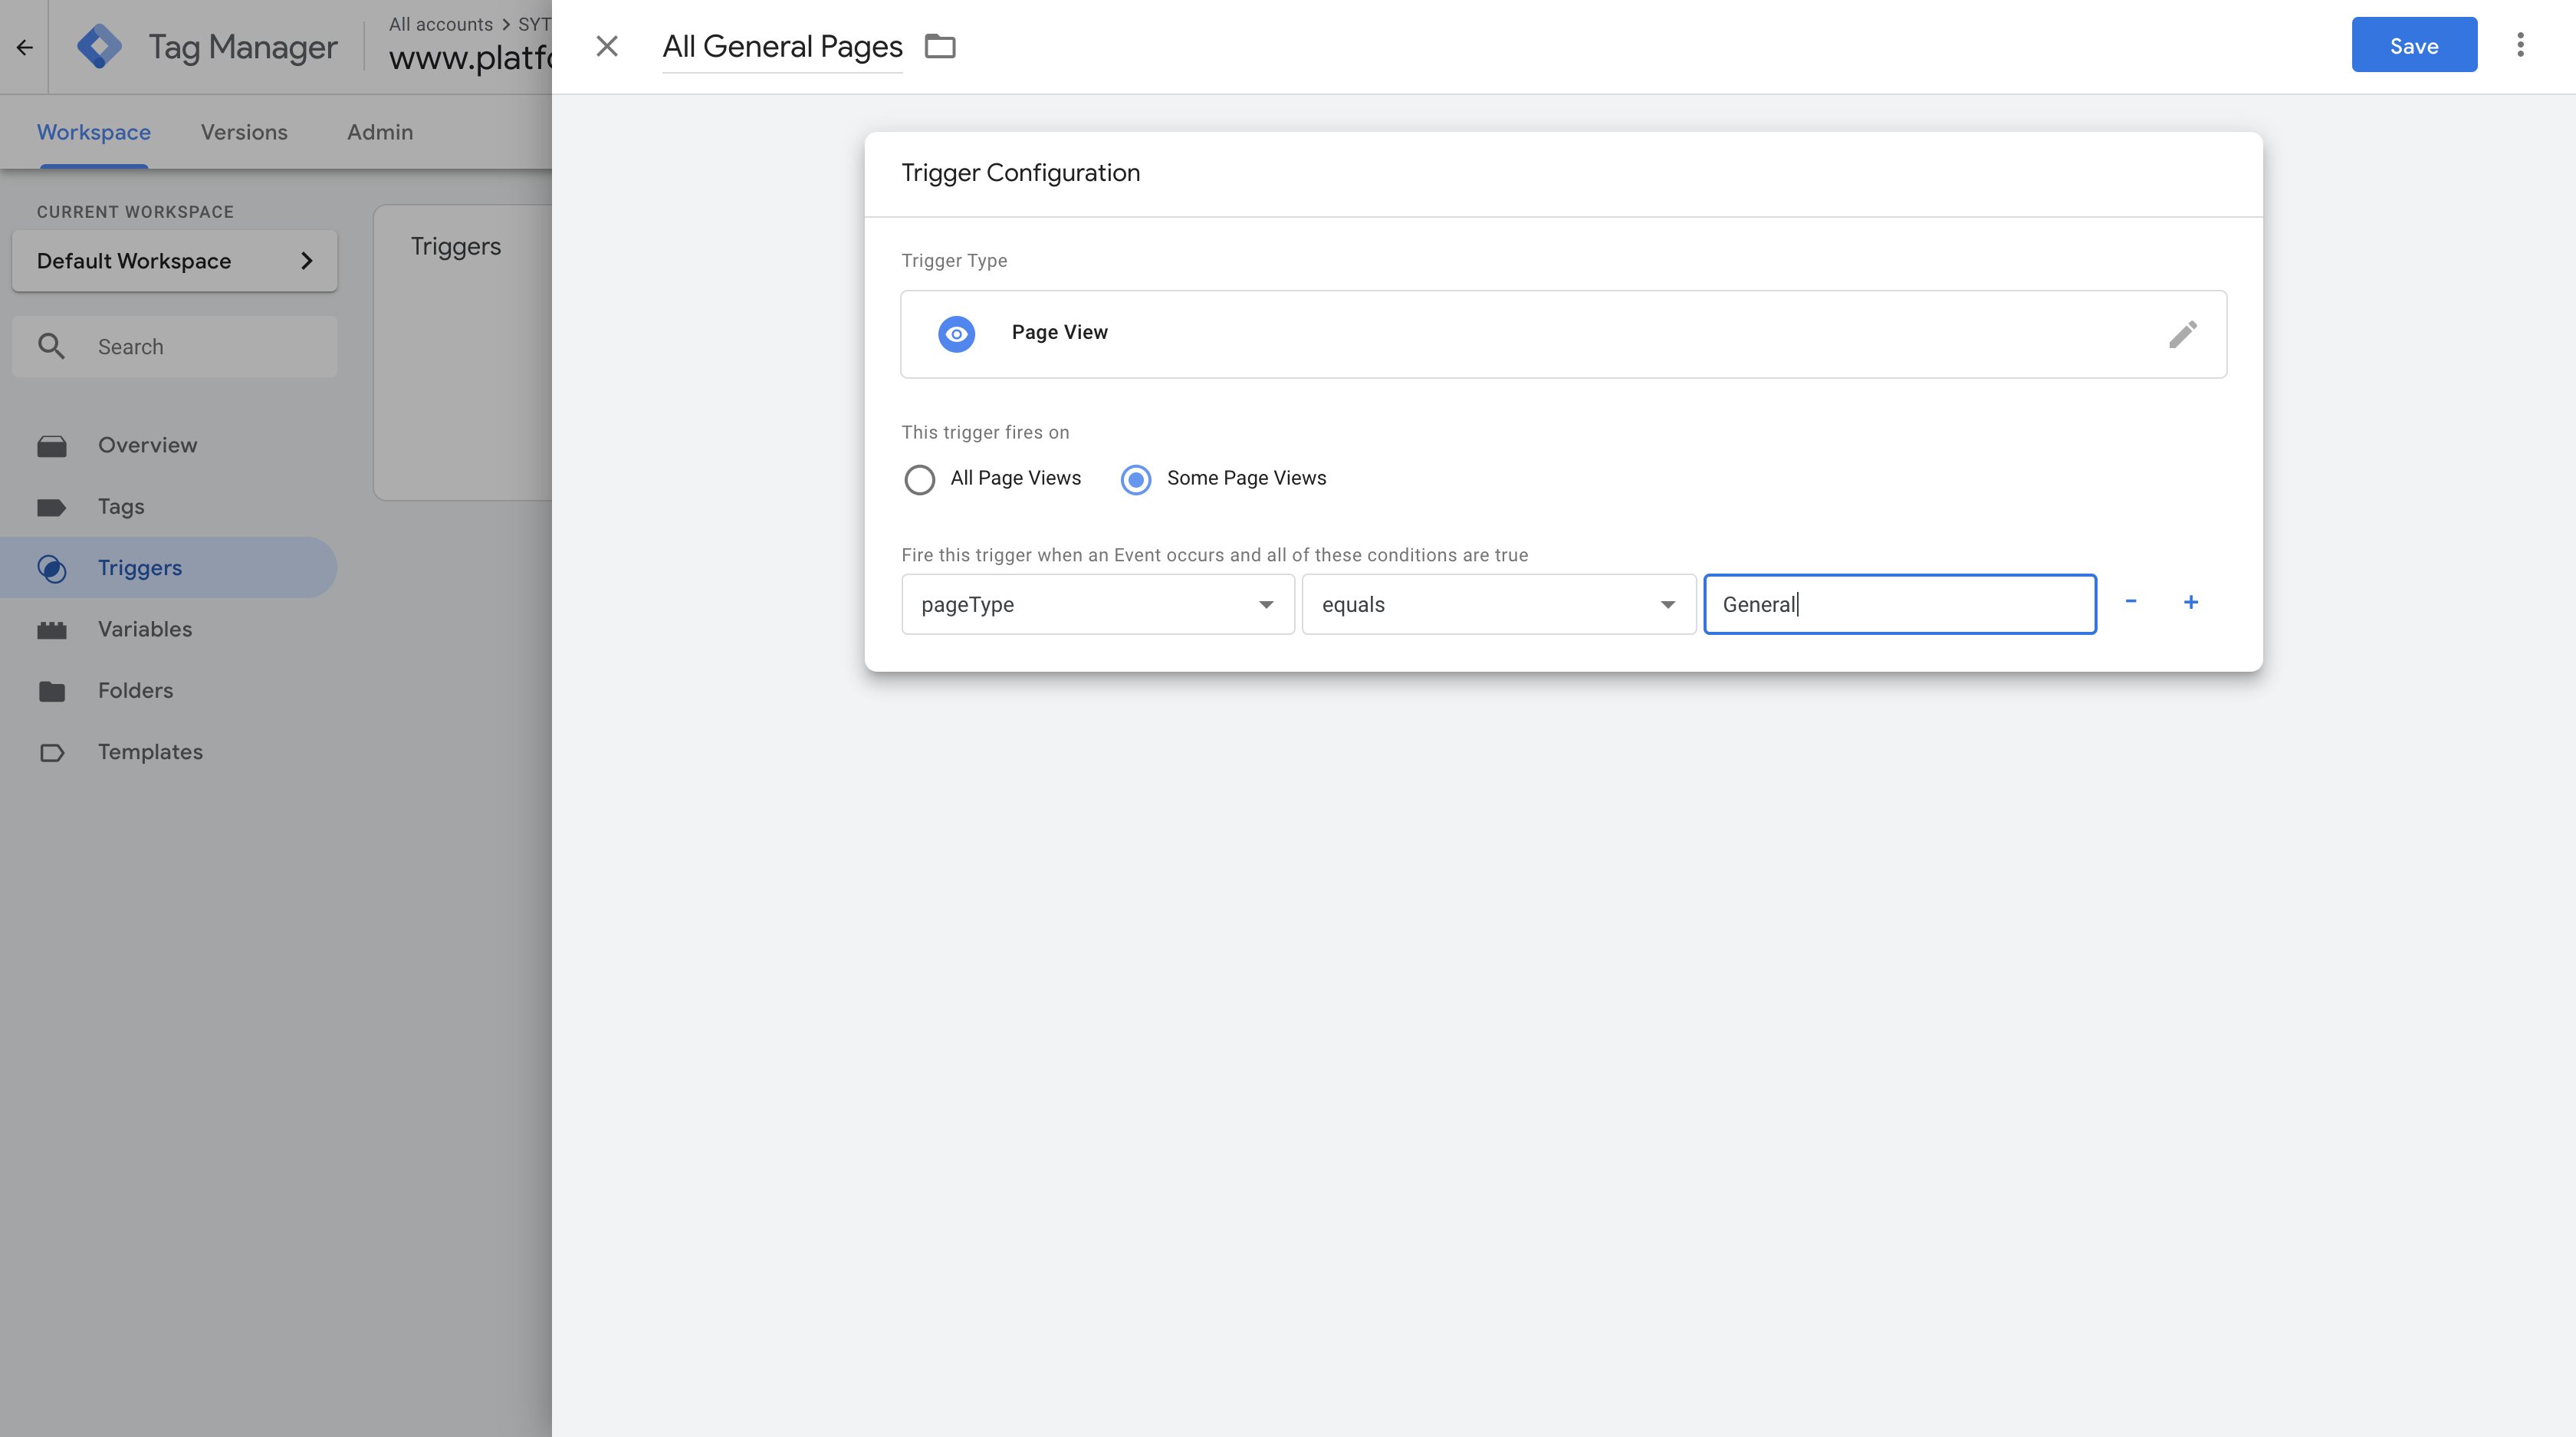 Tag Manager
All accounts > SYT
www.platfo
All General Pages
Save
Workspace
Versions
Admin
CURRENT WORKSPACE
Default Workspace
Search
Overview
Tags
Triggers
Variables
Folders
Templates
Triggers
Trigger Configuration
Trigger Type
Page View
This trigger fires on
All Page Views
Some Page Views
Fire this trigger when an Event occurs and all of these conditions are true
pageType
equals
General